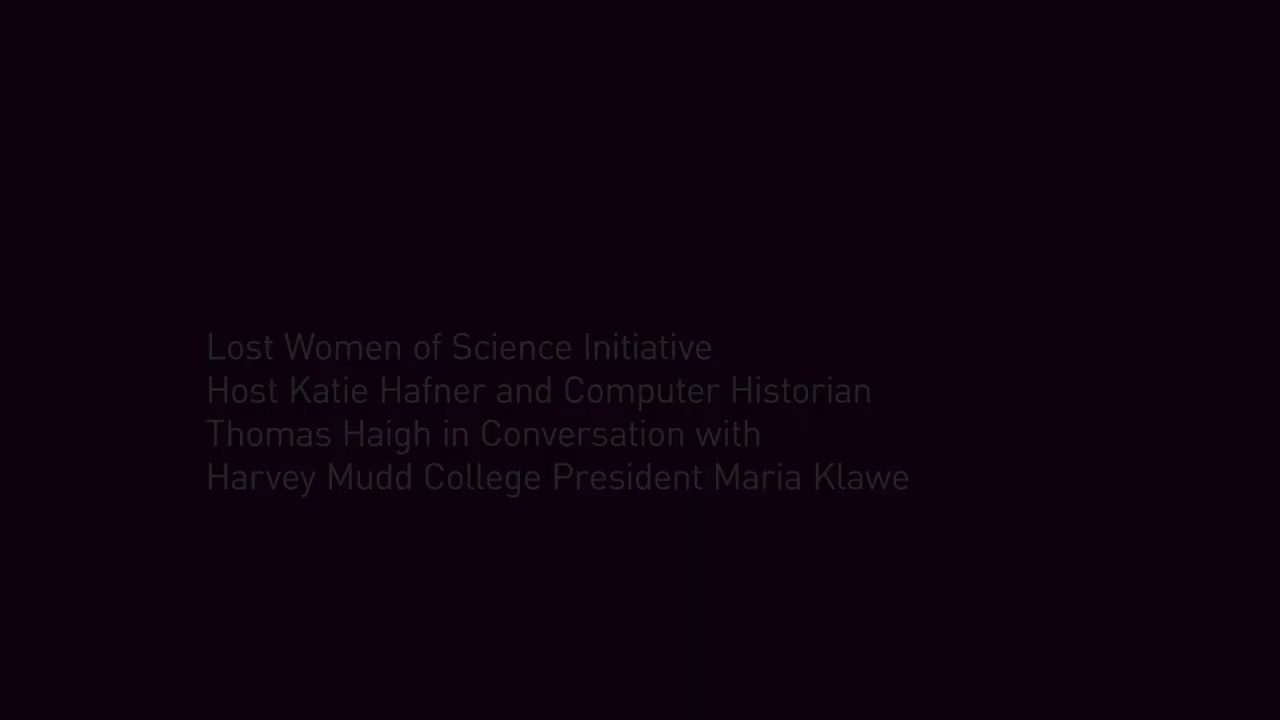 Lost Women of Science Initiative
Host Katie Hafner and Computer Historian
Thomas Haigh in Conversation with
Harvey Mudd College President Maria Klawe